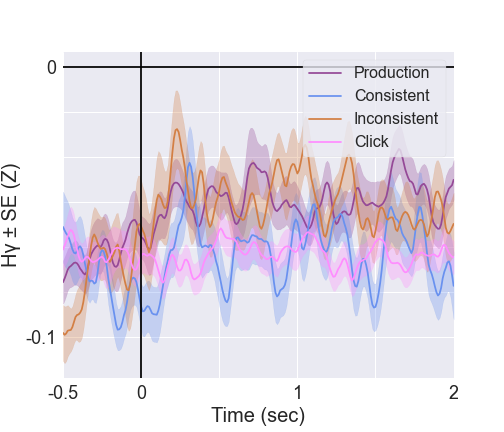 0
Production
Consistent
Inconsistent
Click
Hγ ± SE (Z)
-0.1
-0.5 0 1 2
Time (sec)